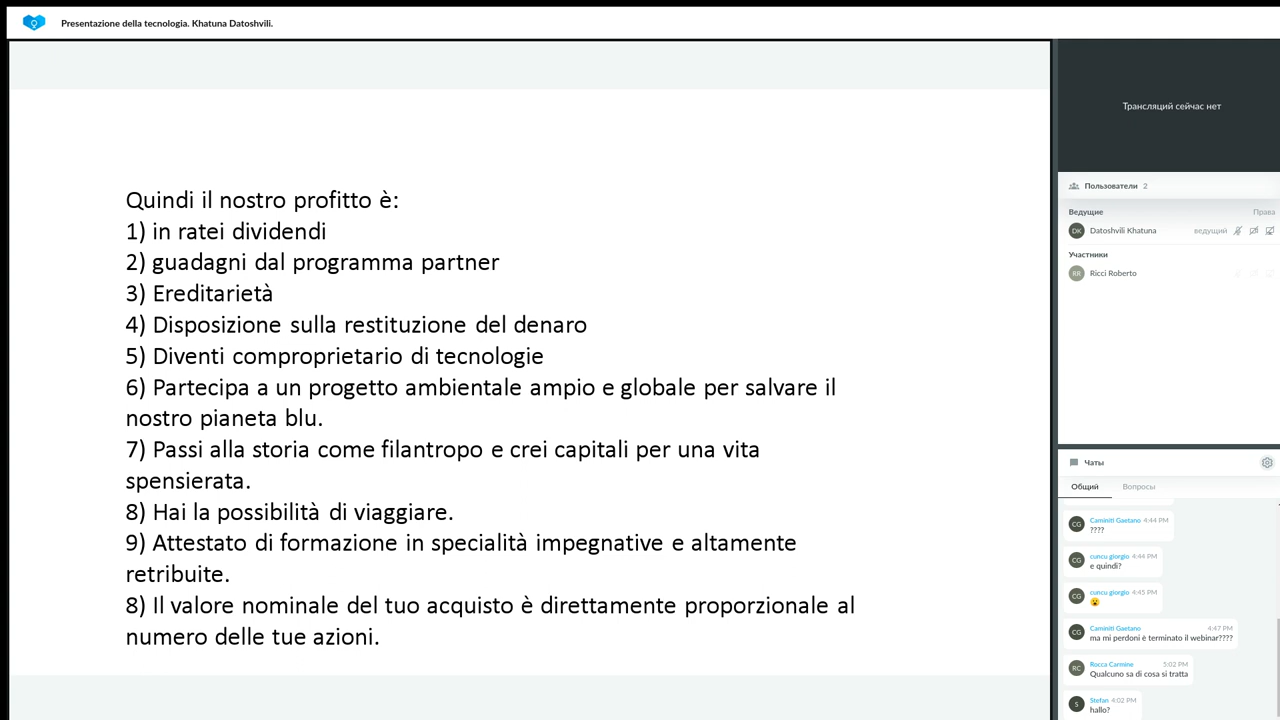 Presentazione della tecnologia. Khatuna Datoshvili.
Quindi il nostro profitto è:
1) in ratei dividendi
2) guadagni dal programma partner
3) Ereditarietà
4) Disposizione sulla restituzione del denaro
5) Diventi comproprietario di tecnologie
6) Partecipa a un progetto ambientale ampio e globale per salvare il
nostro pianeta blu.
7) Passi alla storia come filantropo e crei capitali per una vita
spensierata.
8) Hai la possibilità di viaggiare.
9) Attestato di formazione in specialità impegnative e altamente
retribuite.
8) Il valore nominale del tuo acquisto è direttamente proporzionale al
numero delle tue azioni.
Трансляций сейчас нет
Пользователи 2
Ведущие Права
DK Datoshvili Khatuna ведущий
Участники
RR Ricci Roberto
Чаты
Общий Вопросы
CG Caminiti Gaetano 4:44 PM
????
CG cuncu giorgio 4:44 PM
e quindi?
CG cuncu giorgio 4:45 PM
😮
CG Caminiti Gaetano 4:47 PM
ma mi perdoni è terminato il webinar????
RC Rocca Carmine 5:02 PM
Qualcuno sa di cosa si tratta
S Stefan 4:02 PM
hallo?